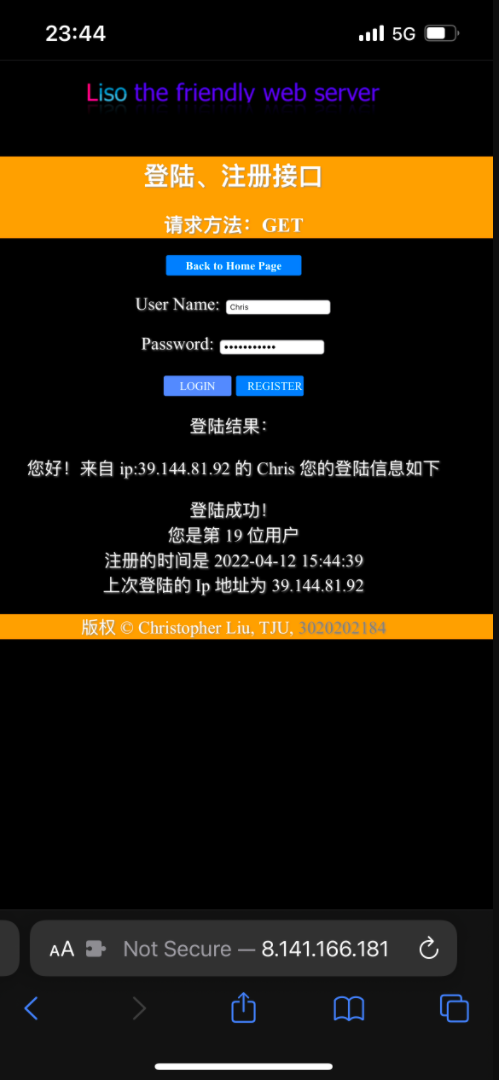 23:44
5G
Liso the friendly web server
登陆、注册接口
请求方法：GET
Back to Home Page
User Name: Chris
Password: •••••••••••
LOGIN REGISTER
登陆结果：
您好！来自 ip:39.144.81.92 的 Chris 您的登陆信息如下
登陆成功！
您是第 19 位用户
注册的时间是 2022-04-12 15:44:39
上次登陆的 Ip 地址为 39.144.81.92
版权 © Christopher Liu, TJU, 3020202184
AA Not Secure — 8.141.166.181